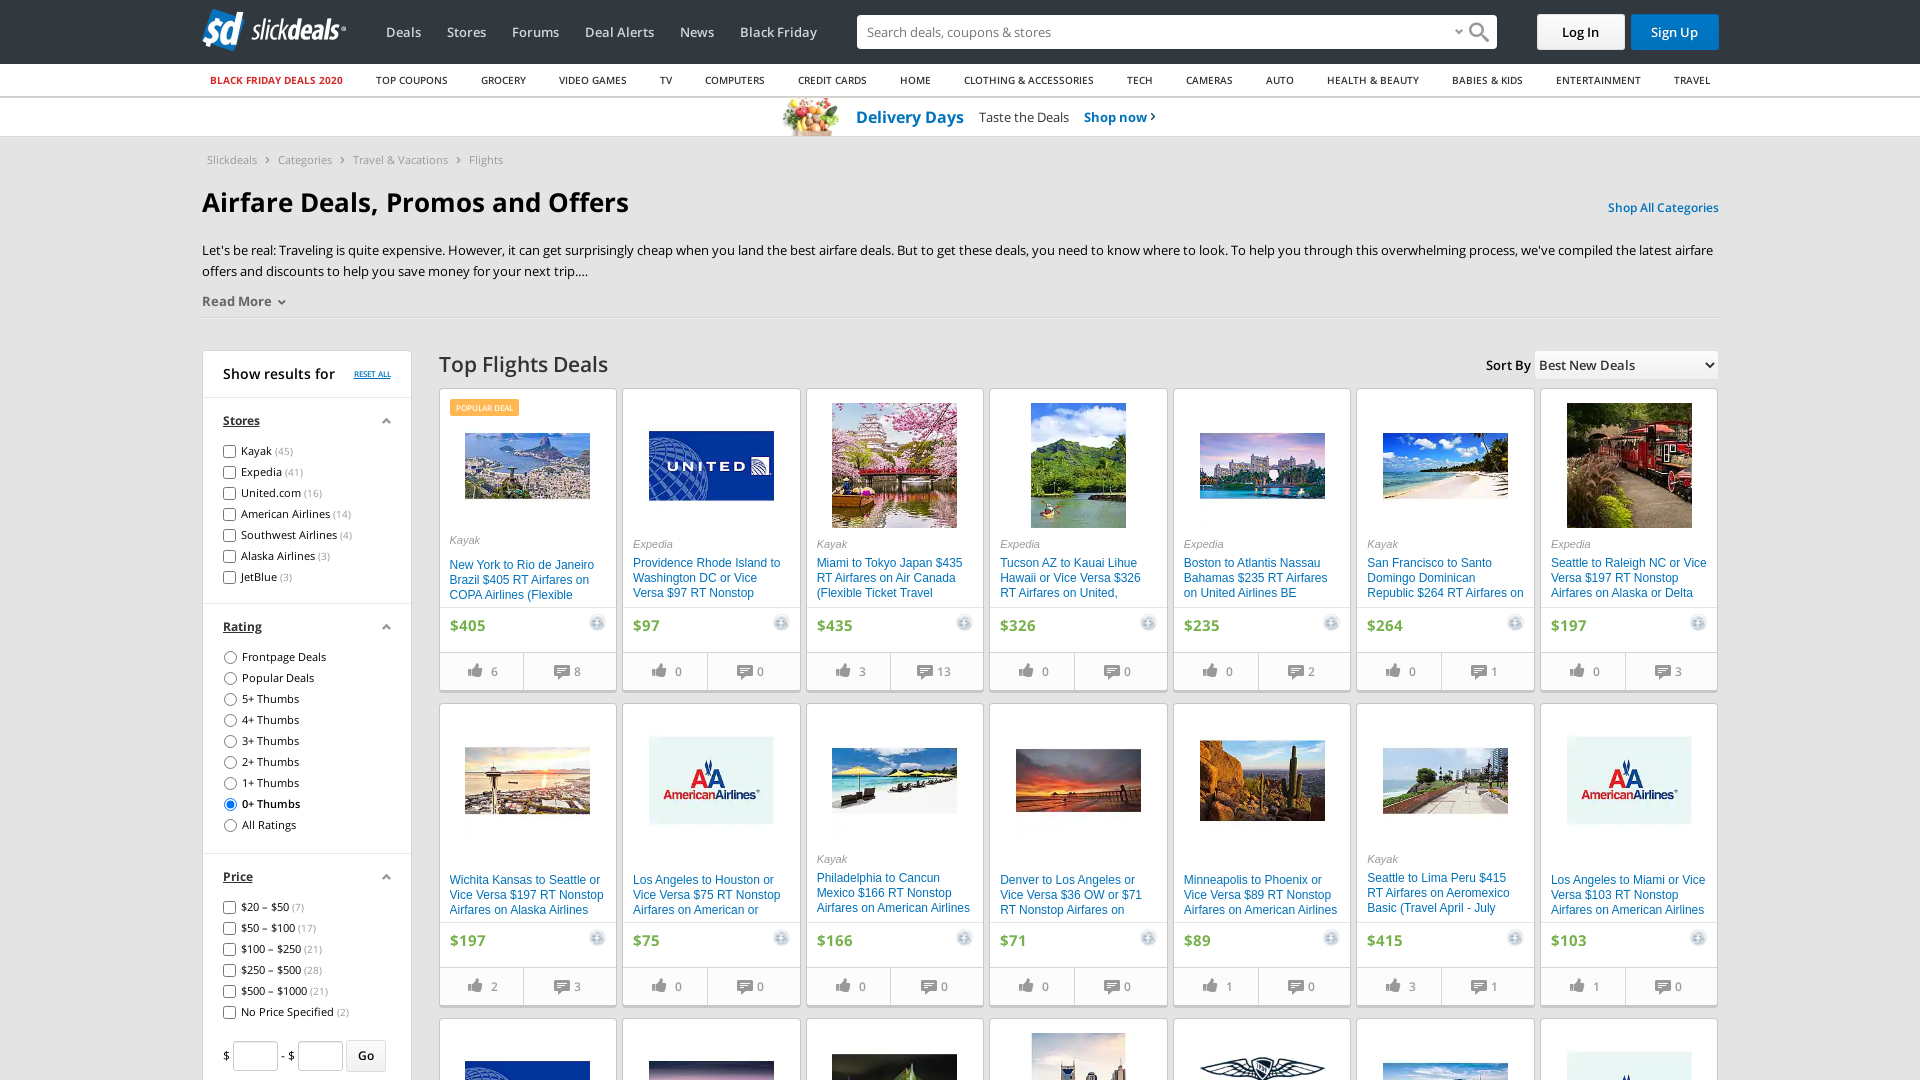 slickdeals
Deals
Stores
Forums
Deal Alerts
News
Black Friday
Search deals, coupons & stores
Log In
Sign Up
BLACK FRIDAY DEALS 2020
TOP COUPONS
GROCERY
VIDEO GAMES
TV
COMPUTERS
CREDIT CARDS
HOME
CLOTHING & ACCESSORIES
TECH
CAMERAS
AUTO
HEALTH & BEAUTY
BABIES & KIDS
ENTERTAINMENT
TRAVEL
Delivery Days Taste the Deals Shop now
Slickdeals › Categories › Travel & Vacations › Flights
Airfare Deals, Promos and Offers
Shop All Categories
Let's be real: Traveling is quite expensive. However, it can get surprisingly cheap when you land the best airfare deals. But to get these deals, you need to know where to look. To help you through this overwhelming process, we've compiled the latest airfare
offers and discounts to help you save money for your next trip....
Read More
Show results for
RESET ALL
Stores
Kayak (45)
Expedia (41)
United.com (16)
American Airlines (14)
Southwest Airlines (4)
Alaska Airlines (3)
JetBlue (3)
Rating
Frontpage Deals
Popular Deals
5+ Thumbs
4+ Thumbs
3+ Thumbs
2+ Thumbs
1+ Thumbs
0+ Thumbs
All Ratings
Price
$20 – $50 (7)
$50 – $100 (17)
$100 – $250 (21)
$250 – $500 (28)
$500 – $1000 (21)
No Price Specified (2)
$ - $ Go
Top Flights Deals
Sort By Best New Deals
POPULAR DEAL
Kayak
New York to Rio de Janeiro
Brazil $405 RT Airfares on
COPA Airlines (Flexible
$405
6 8
UNITED
Expedia
Providence Rhode Island to
Washington DC or Vice
Versa $97 RT Nonstop
$97
0 0
Kayak
Miami to Tokyo Japan $435
RT Airfares on Air Canada
(Flexible Ticket Travel
$435
3 13
Expedia
Tucson AZ to Kauai Lihue
Hawaii or Vice Versa $326
RT Airfares on United,
$326
0 0
Expedia
Boston to Atlantis Nassau
Bahamas $235 RT Airfares
on United Airlines BE
$235
0 2
Kayak
San Francisco to Santo
Domingo Dominican
Republic $264 RT Airfares on
$264
0 1
Expedia
Seattle to Raleigh NC or Vice
Versa $197 RT Nonstop
Airfares on Alaska or Delta
$197
0 3
Wichita Kansas to Seattle or
Vice Versa $197 RT Nonstop
Airfares on Alaska Airlines
$197
2 3
AA
AmericanAirlines
Los Angeles to Houston or
Vice Versa $75 RT Nonstop
Airfares on American or
$75
0 0
Kayak
Philadelphia to Cancun
Mexico $166 RT Nonstop
Airfares on American Airlines
$166
0 0
Denver to Los Angeles or
Vice Versa $36 OW or $71
RT Nonstop Airfares on
$71
0 0
Minneapolis to Phoenix or
Vice Versa $89 RT Nonstop
Airfares on American Airlines
$89
1 0
Kayak
Seattle to Lima Peru $415
RT Airfares on Aeromexico
Basic (Travel April - July
$415
3 1
AA
AmericanAirlines
Los Angeles to Miami or Vice
Versa $103 RT Nonstop
Airfares on American Airlines
$103
1 0